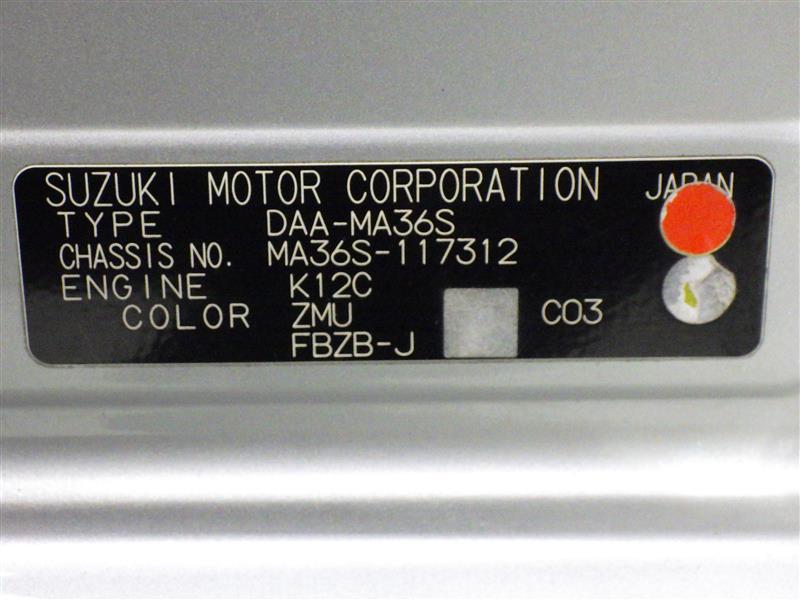 SUZUKI MOTOR CORPORATION JAPAN
TYPE DAA-MA36S
CHASSIS NO. MA36S-117312
ENGINE K12C
COLOR ZMU C03
FBZB-J